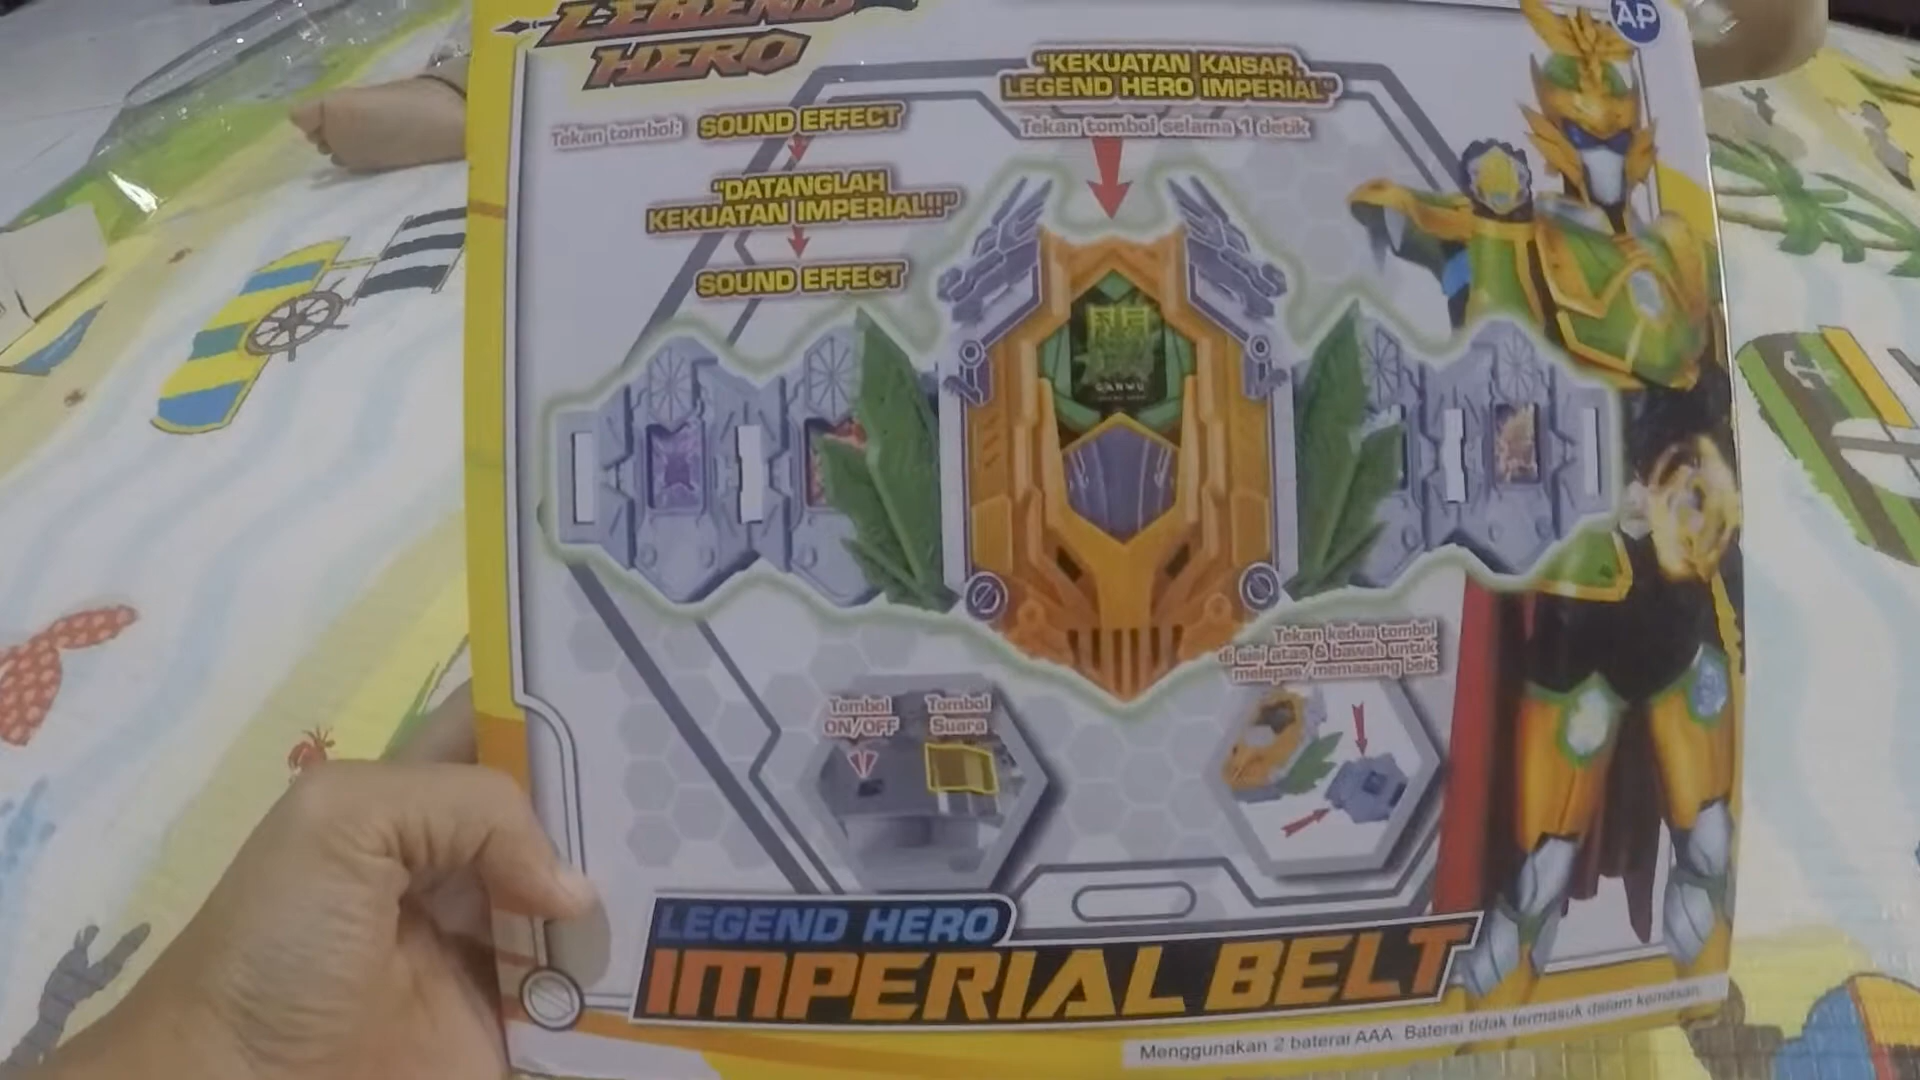 LEGEND
HERO
AP
"KEKUATAN KAISAR,
LEGEND HERO IMPERIAL"
Tekan tombol selama 1 detik
Tekan tombol: SOUND EFFECT
"DATANGLAH
KEKUATAN IMPERIAL!!"
SOUND EFFECT
GANWU
Tekan kedua tombol
di sisi atas & bawah untuk
melepas/memasang belt
Tombol
ON/OFF
Tombol
Suara
LEGEND HERO
IMPERIAL BELT
Menggunakan 2 baterai AAA. Baterai tidak termasuk dalam kemasan.